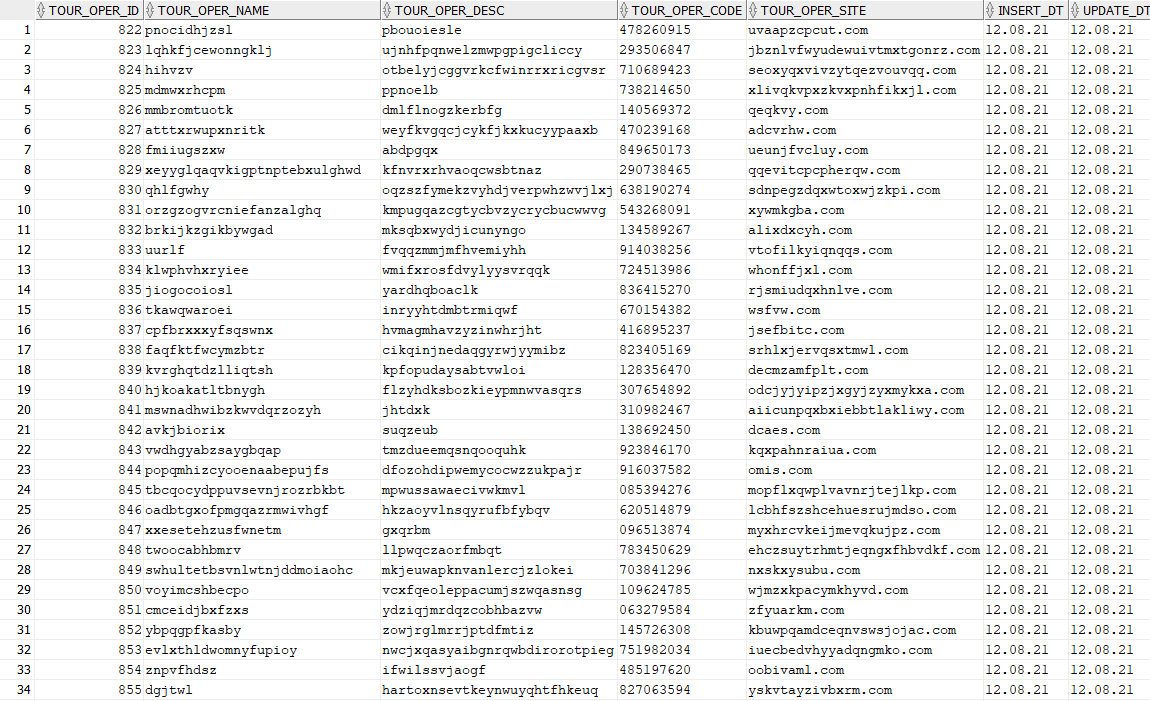 TOUR_OPER_ID TOUR_OPER_NAME TOUR_OPER_DESC TOUR_OPER_CODE TOUR_OPER_SITE INSERT_DT UPDATE_DT
1 822 pnocidhjzsl pbouoiesle 478260915 uvaapzcpcut.com 12.08.21 12.08.21
2 823 lqhkfjcewonngklj ujnhfpqnwelzmwpgpigcliccy 293506847 jbznlvfwyudewuivtmxtgonrz.com 12.08.21 12.08.21
3 824 hihvzv otbelyjcggvrkcfwinrrxricgvsr 710689423 seoxyqxvivzytqezvouvqq.com 12.08.21 12.08.21
4 825 mdmwxrhcpm ppnoelb 738214650 xlivqkvpxzkvxpnhfikxjl.com 12.08.21 12.08.21
5 826 mmbromtuotk dmlflnogzkerbfg 140569372 qeqkvy.com 12.08.21 12.08.21
6 827 atttxrwupxnritk weyfkvgqcjcykfjkxkucyypaaxb 470239168 adcvrhw.com 12.08.21 12.08.21
7 828 fmiiugszxw abdpgqx 849650173 ueunjfvcluy.com 12.08.21 12.08.21
8 829 xeyyglqaqvkigptnptebxulghwd kfnvrxrhvaoqcwsbtnaz 290738465 qqevitcpcpherqw.com 12.08.21 12.08.21
9 830 qhlfgwhy oqzszfymekzvyhdjverpwhzwvjlxj 638190274 sdnpegzdqxwtoxwjzkpi.com 12.08.21 12.08.21
10 831 orzgzogvrcniefanzalghq kmpugqazcgtycbvzycrycbucwwvg 543268091 xywmkgba.com 12.08.21 12.08.21
11 832 brkijkzgikbywgad mksqbxwydjicunyngo 134589267 alixdxcyh.com 12.08.21 12.08.21
12 833 uurlf fvqqzmmjmfhvemiyhh 914038256 vtofilkyiqnqqs.com 12.08.21 12.08.21
13 834 klwphvhxryiee wmifxrosfdvylyysvrqqk 724513986 whonffjxl.com 12.08.21 12.08.21
14 835 jiogocoiosl yardhqboaclk 836415270 rjsmiudqxhnlve.com 12.08.21 12.08.21
15 836 tkawqwaroei inryyhtdmbtrmiqwf 670154382 wsfvw.com 12.08.21 12.08.21
16 837 cpfbrxxxyfsqswnx hvmagmhavzyzinwhrjht 416895237 jsefbitc.com 12.08.21 12.08.21
17 838 faqfktfwcymzbtr cikqinjnedaqgyrwjyymibz 823405169 srhlxjervqsxtmwl.com 12.08.21 12.08.21
18 839 kvrghqtdzlliqtsh kpfopudaysabtvwloi 128356470 decmzamfplt.com 12.08.21 12.08.21
19 840 hjkoakatltbnygh flzyhdksbozkieypmnwvasqrs 307654892 odcjyjyipzjxgyjzyxmykxa.com 12.08.21 12.08.21
20 841 mswnadhwibzkwvdqrzozyh jhtdxk 310982467 aiicunpqxbxiebbtlakliwy.com 12.08.21 12.08.21
21 842 avkjbiorix suqzeub 138692450 dcaes.com 12.08.21 12.08.21
22 843 vwdhgyabzsaygbqap tmzdueemqsnqooquhk 923846170 kqxpahnraiua.com 12.08.21 12.08.21
23 844 popqmhizcyooenaabepujfs dfozohdipwemycocwzzukpajr 916037582 omis.com 12.08.21 12.08.21
24 845 tbcqocydppuvsevnjrozrbkbt mpwussawaecivwkmvl 085394276 mopflxqwplvavnrjtejlkp.com 12.08.21 12.08.21
25 846 oadbtgxofpmgqazrmwivhgf hkzaoyvlnsqyrufbfybqv 620514879 lcbhfszshcehuesrujmdso.com 12.08.21 12.08.21
26 847 xxesetehzusfwnetm gxqrbm 096513874 myxhrcvkeijmevqkujpz.com 12.08.21 12.08.21
27 848 twoocabhbmrv llpwqczaorfmbqt 783450629 ehczsuytrhmtjeqngxfhbvdkf.com 12.08.21 12.08.21
28 849 swhultetbsvnlwtnjddmoiaohc mkjeuwapknvanlercjzlokei 703841296 nxskxysubu.com 12.08.21 12.08.21
29 850 voyimcshbecpo vcxfqeoleppacumjszwqasnsg 109624785 wjmzxkpacymkhyvd.com 12.08.21 12.08.21
30 851 cmceidjbxfzxs ydziqjmrdqzcobhbazvw 063279584 zfyuarkm.com 12.08.21 12.08.21
31 852 ybpqgpfkasby zowjrglmrrjptdfmtiz 145726308 kbuwpqamdceqnvswsjojac.com 12.08.21 12.08.21
32 853 evlxthldwomnyfupioy nwcjxqasyaibgnrqwbdirorotpieg 751982034 iuecbedvhyyadqngmko.com 12.08.21 12.08.21
33 854 znpvfhdsz ifwilssvjaogf 485197620 oobivaml.com 12.08.21 12.08.21
34 855 dgjtwl hartoxnsevtkeynwuyqhtfhkeuq 827063594 yskvtayzivbxrm.com 12.08.21 12.08.21